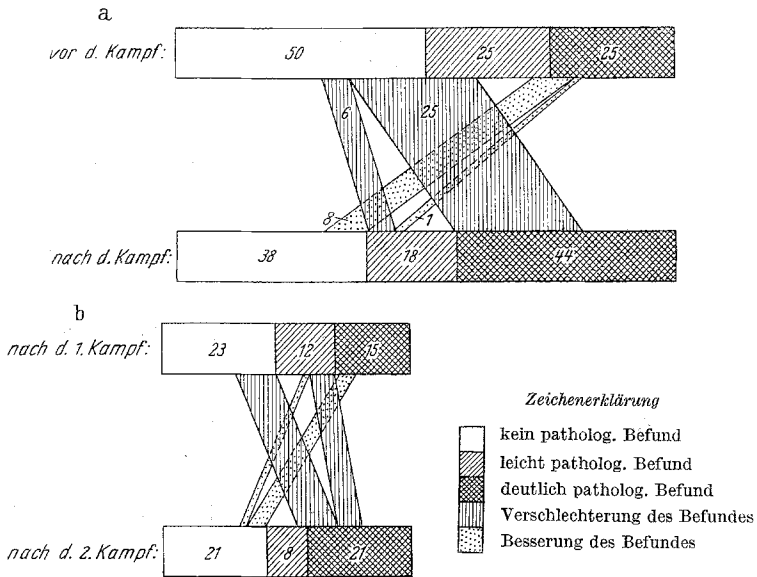 a
vor d. Kampf: 50 25 25
6 25
8 1
nach d. Kampf: 38 18 44
b
nach d. 1. Kampf: 23 12 15
nach d. 2. Kampf: 21 8 21
Zeichenerklärung
kein patholog. Befund
leicht patholog. Befund
deutlich patholog. Befund
Verschlechterung des Befundes
Besserung des Befundes